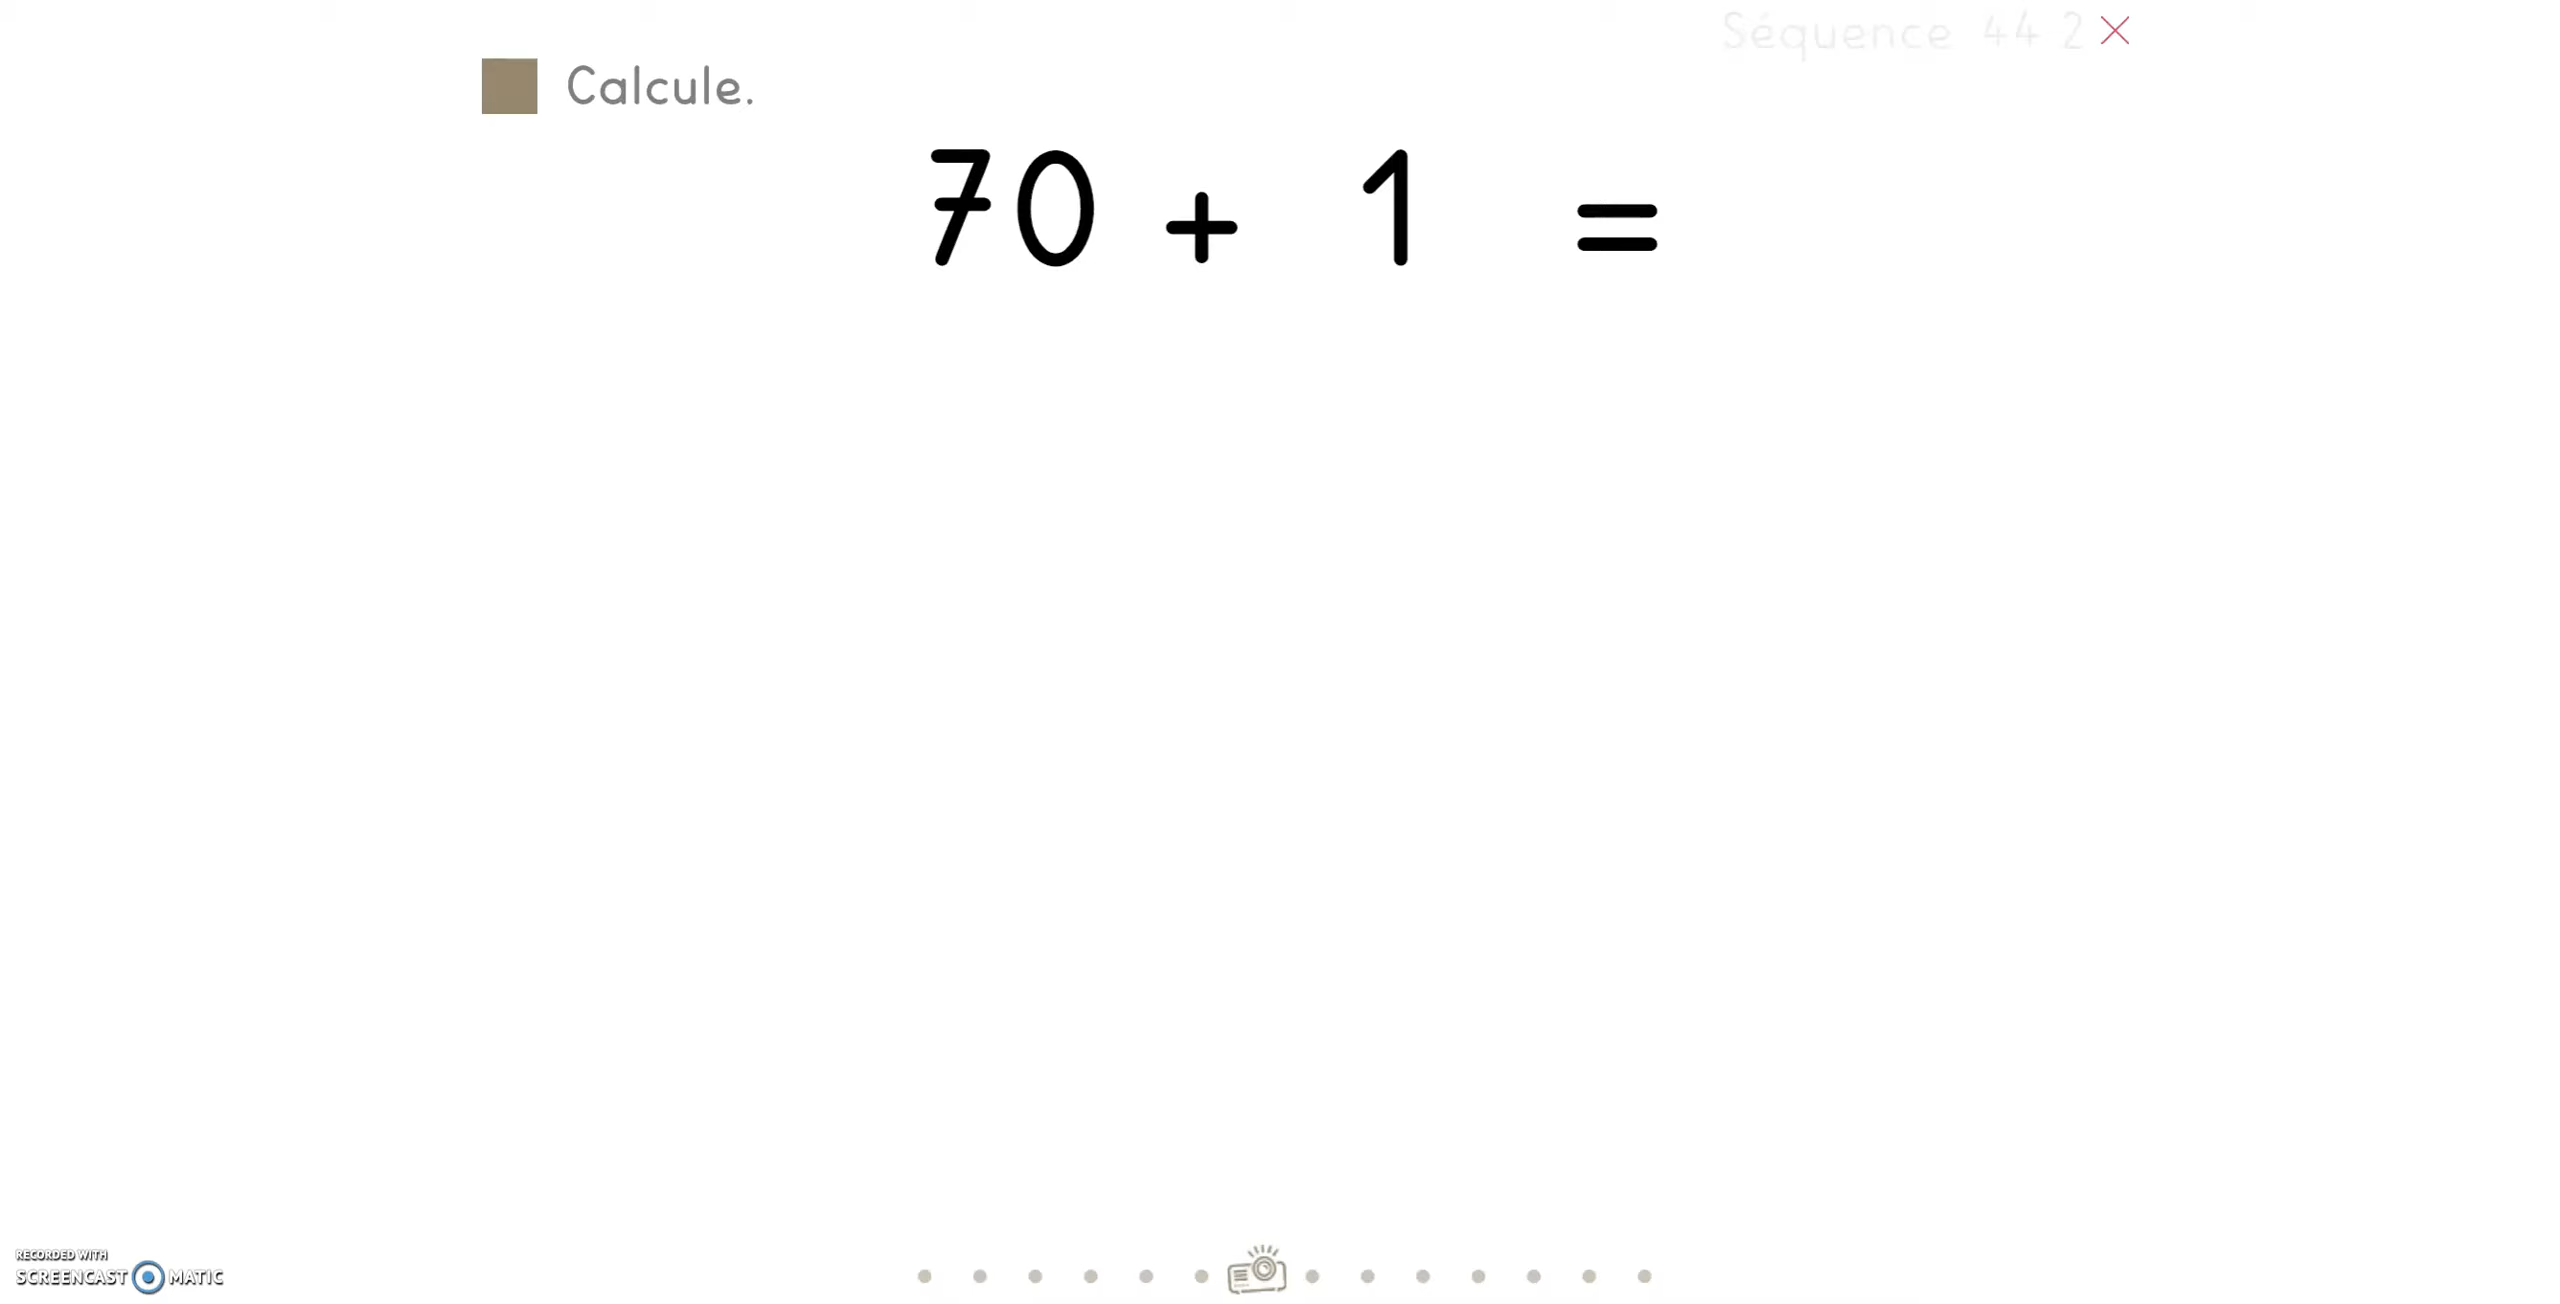 Séquence 44 2
Calcule.
70 + 1 =
RECORDED WITH
SCREENCAST MATIC